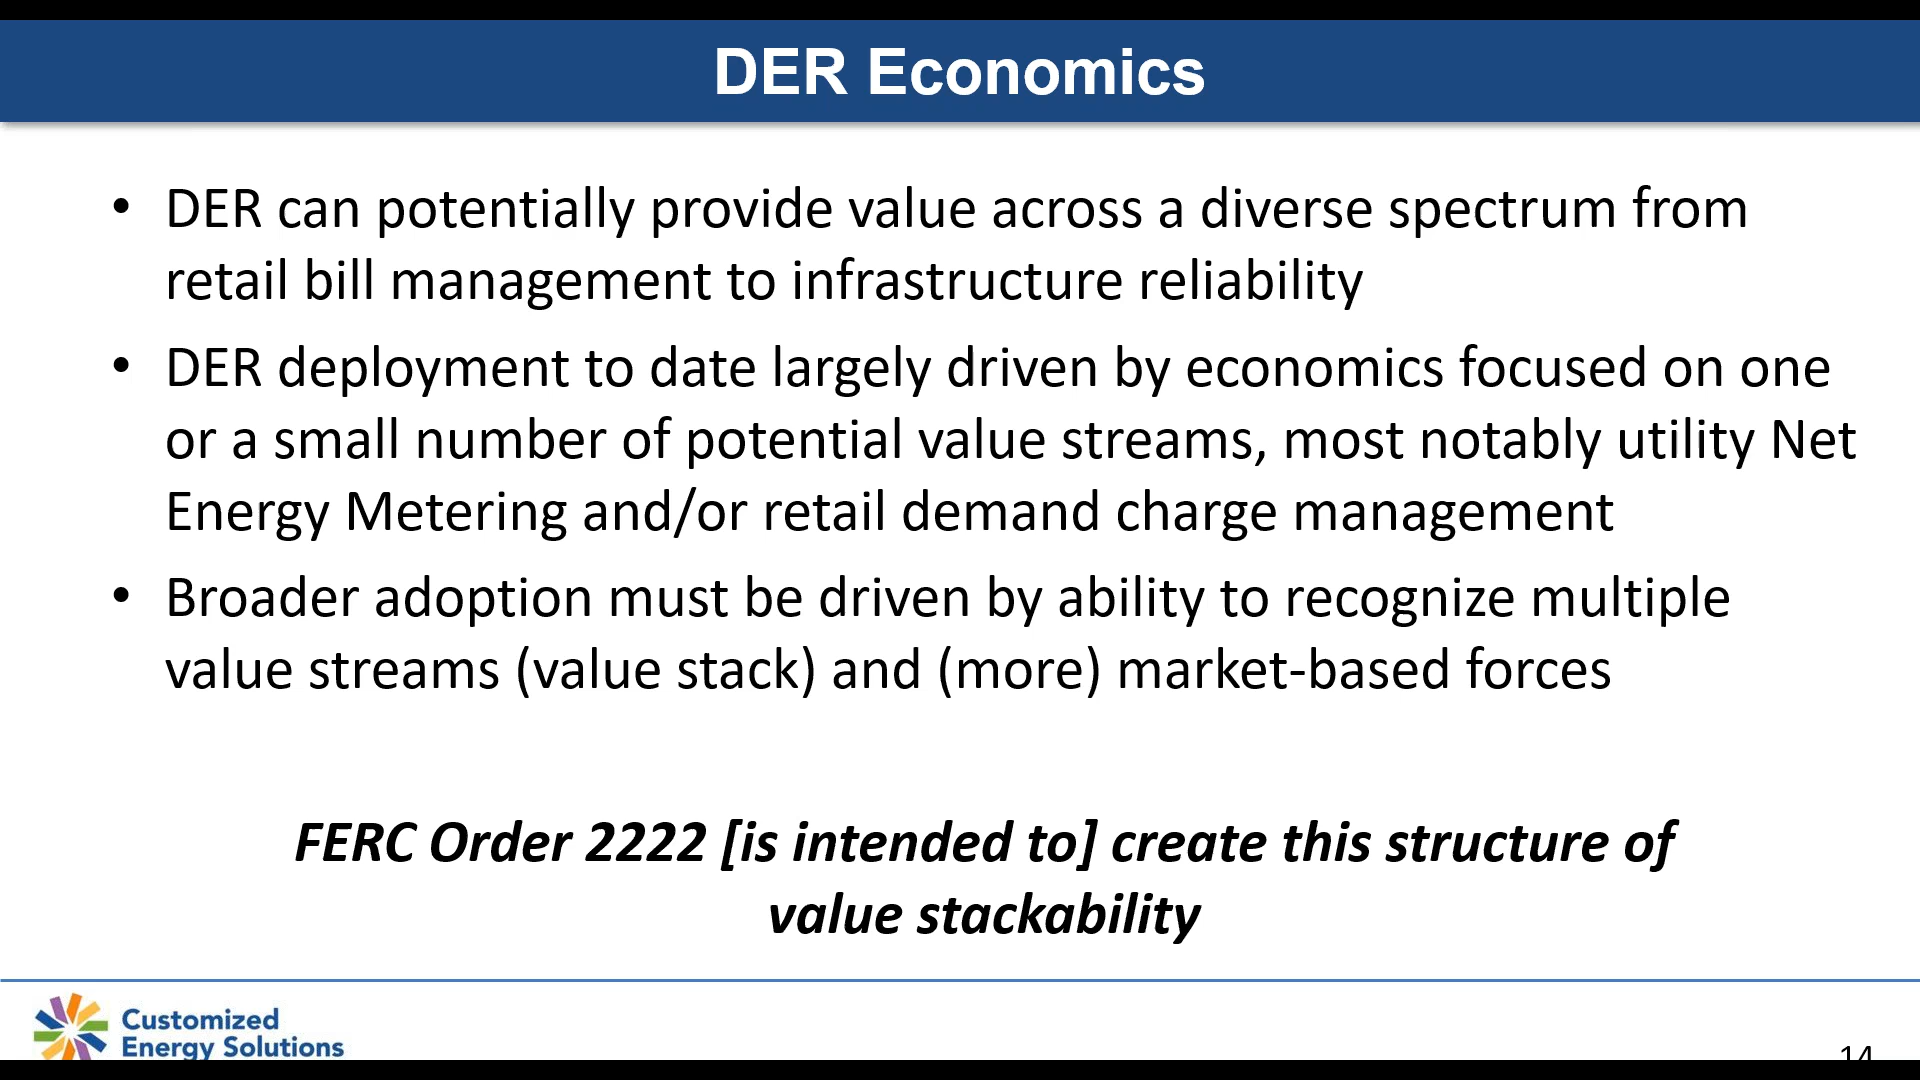 DER Economics
• DER can potentially provide value across a diverse spectrum from
retail bill management to infrastructure reliability
• DER deployment to date largely driven by economics focused on one
or a small number of potential value streams, most notably utility Net
Energy Metering and/or retail demand charge management
• Broader adoption must be driven by ability to recognize multiple
value streams (value stack) and (more) market-based forces
FERC Order 2222 [is intended to] create this structure of
value stackability
Customized
Energy Solutions
14